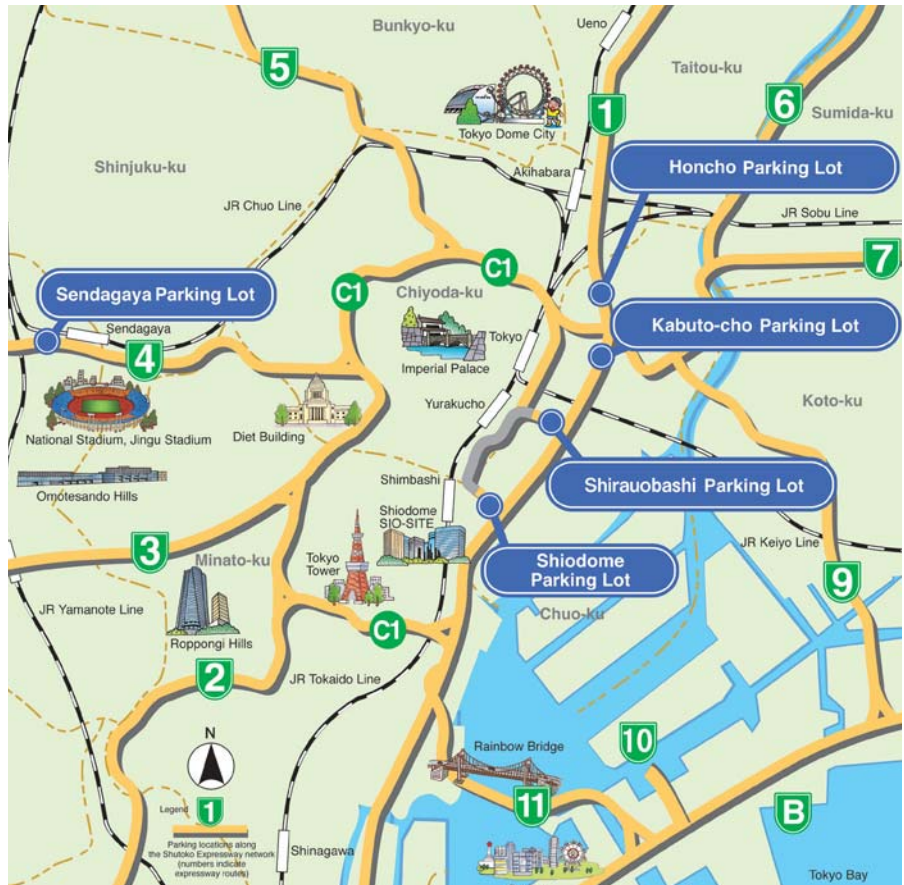 Bunkyo-ku
Ueno
5
Taitou-ku
1
6
Sumida-ku
Tokyo Dome City
Shinjuku-ku
Akihabara
Honcho Parking Lot
JR Chuo Line
JR Sobu Line
7
C1
C1
Chiyoda-ku
Sendagaya Parking Lot
Sendagaya
4
Tokyo
Kabuto-cho Parking Lot
Imperial Palace
Yurakucho
Koto-ku
National Stadium, Jingu Stadium
Diet Building
Omotesando Hills
Shimbashi
Shirauobashi Parking Lot
Shiodome
SIO-SITE
3
Minato-ku
Tokyo
Tower
Shiodome
Parking Lot
JR Keiyo Line
9
JR Yamanote Line
Roppongi Hills
C1
Chuo-ku
2
JR Tokaido Line
N
Rainbow Bridge
10
11
B
Legend
1
Parking locations along
the Shutoko Expressway network
(numbers indicate
expressway routes)
Shinagawa
Tokyo Bay